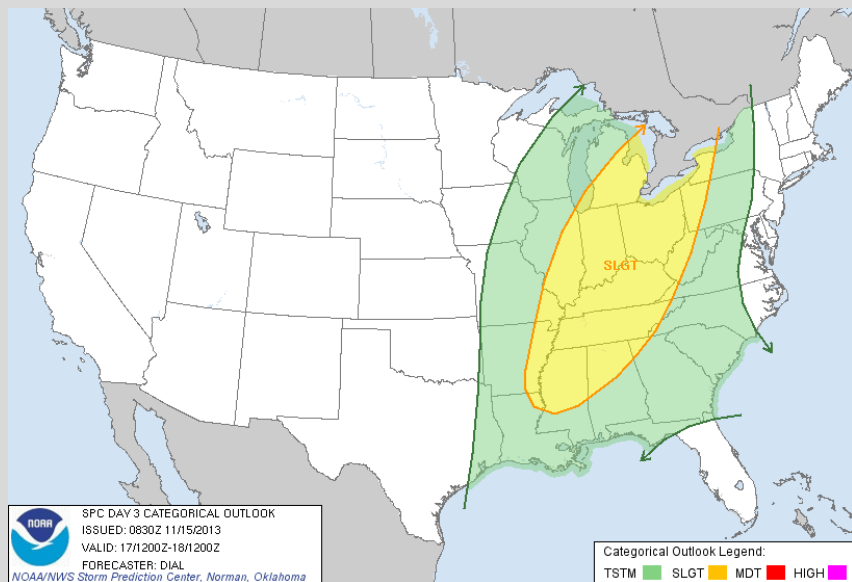 SLGT
NOAA
SPC DAY 3 CATEGORICAL OUTLOOK
ISSUED: 0830Z 11/15/2013
VALID: 17/1200Z-18/1200Z
FORECASTER: DIAL
NOAA/NWS Storm Prediction Center, Norman, Oklahoma
Categorical Outlook Legend:
TSTM SLGT MDT HIGH